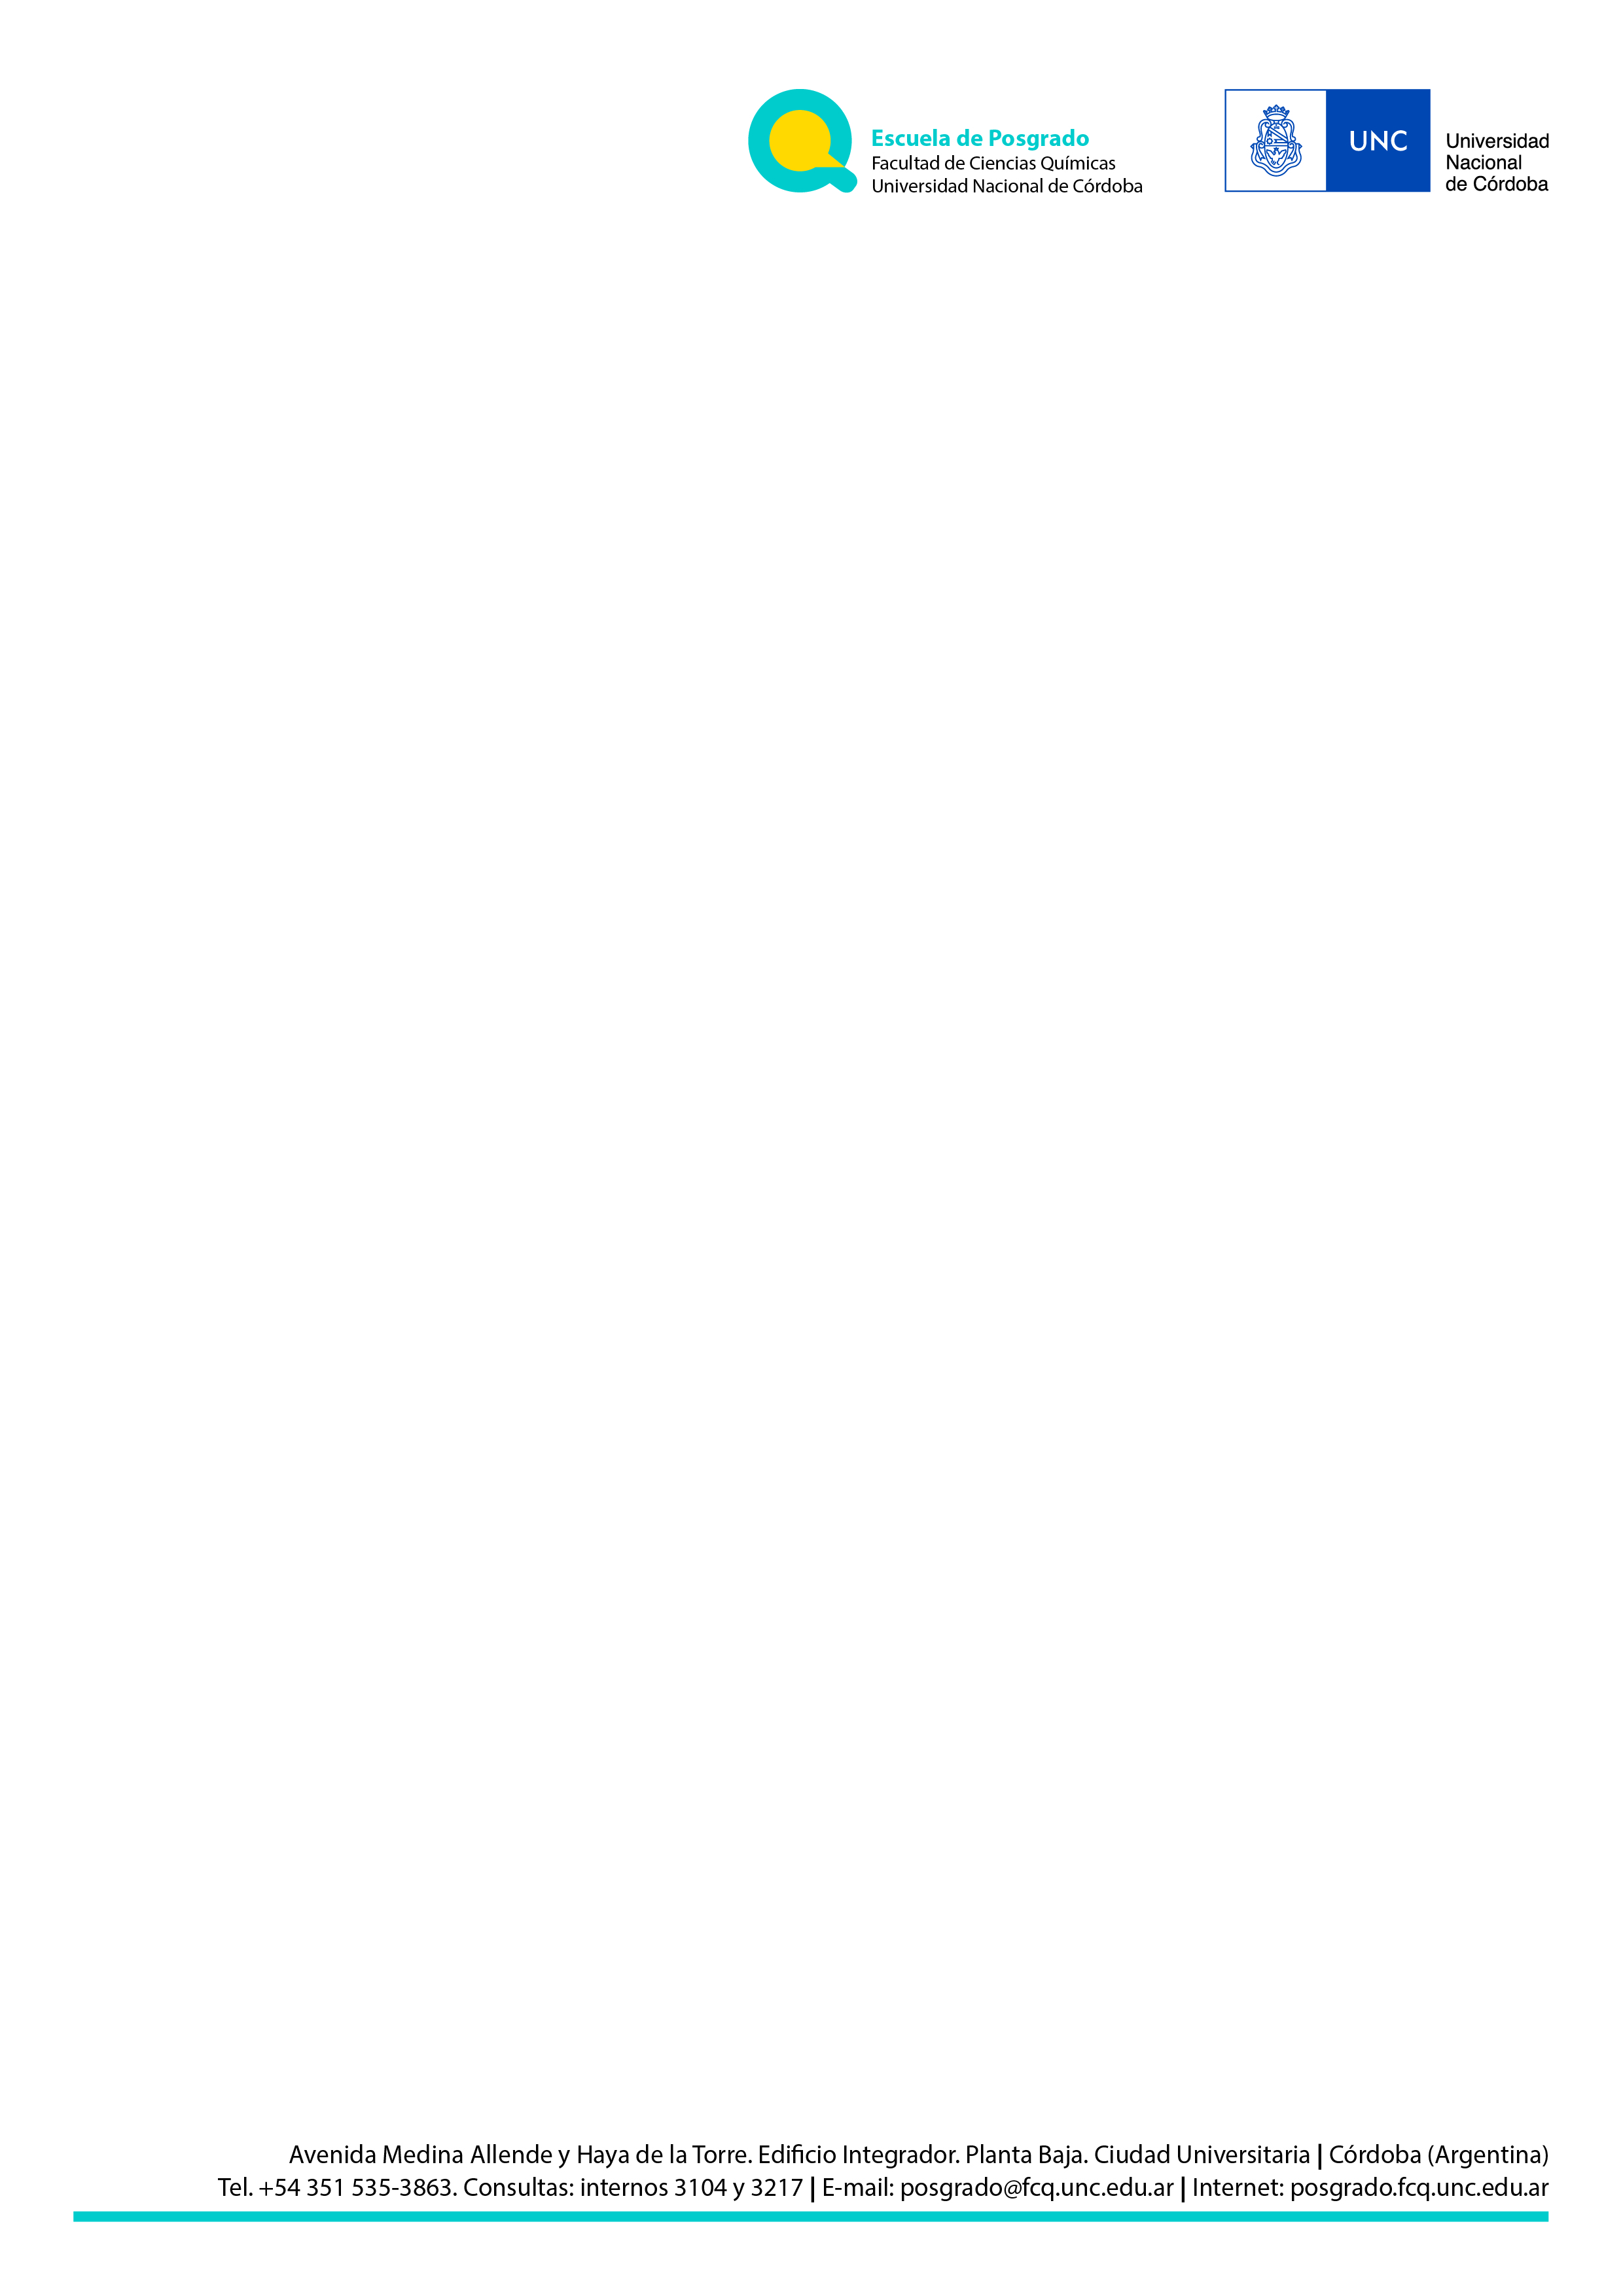 Escuela de Posgrado
Facultad de Ciencias Químicas
Universidad Nacional de Córdoba
UNC
Universidad
Nacional
de Córdoba
Avenida Medina Allende y Haya de la Torre. Edificio Integrador. Planta Baja. Ciudad Universitaria | Córdoba (Argentina)
Tel. +54 351 535-3863. Consultas: internos 3104 y 3217 | E-mail: posgrado@fcq.unc.edu.ar | Internet: posgrado.fcq.unc.edu.ar